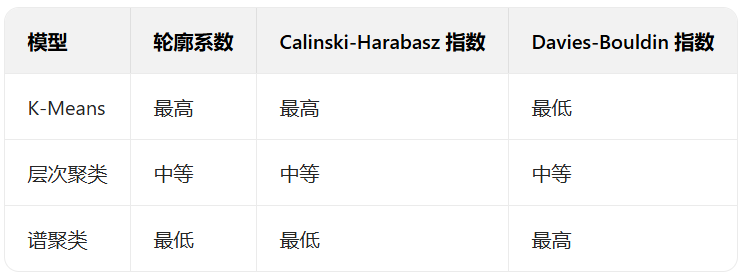 模型 轮廓系数 Calinski-Harabasz 指数 Davies-Bouldin 指数
K-Means 最高 最高 最低
层次聚类 中等 中等 中等
谱聚类 最低 最低 最高